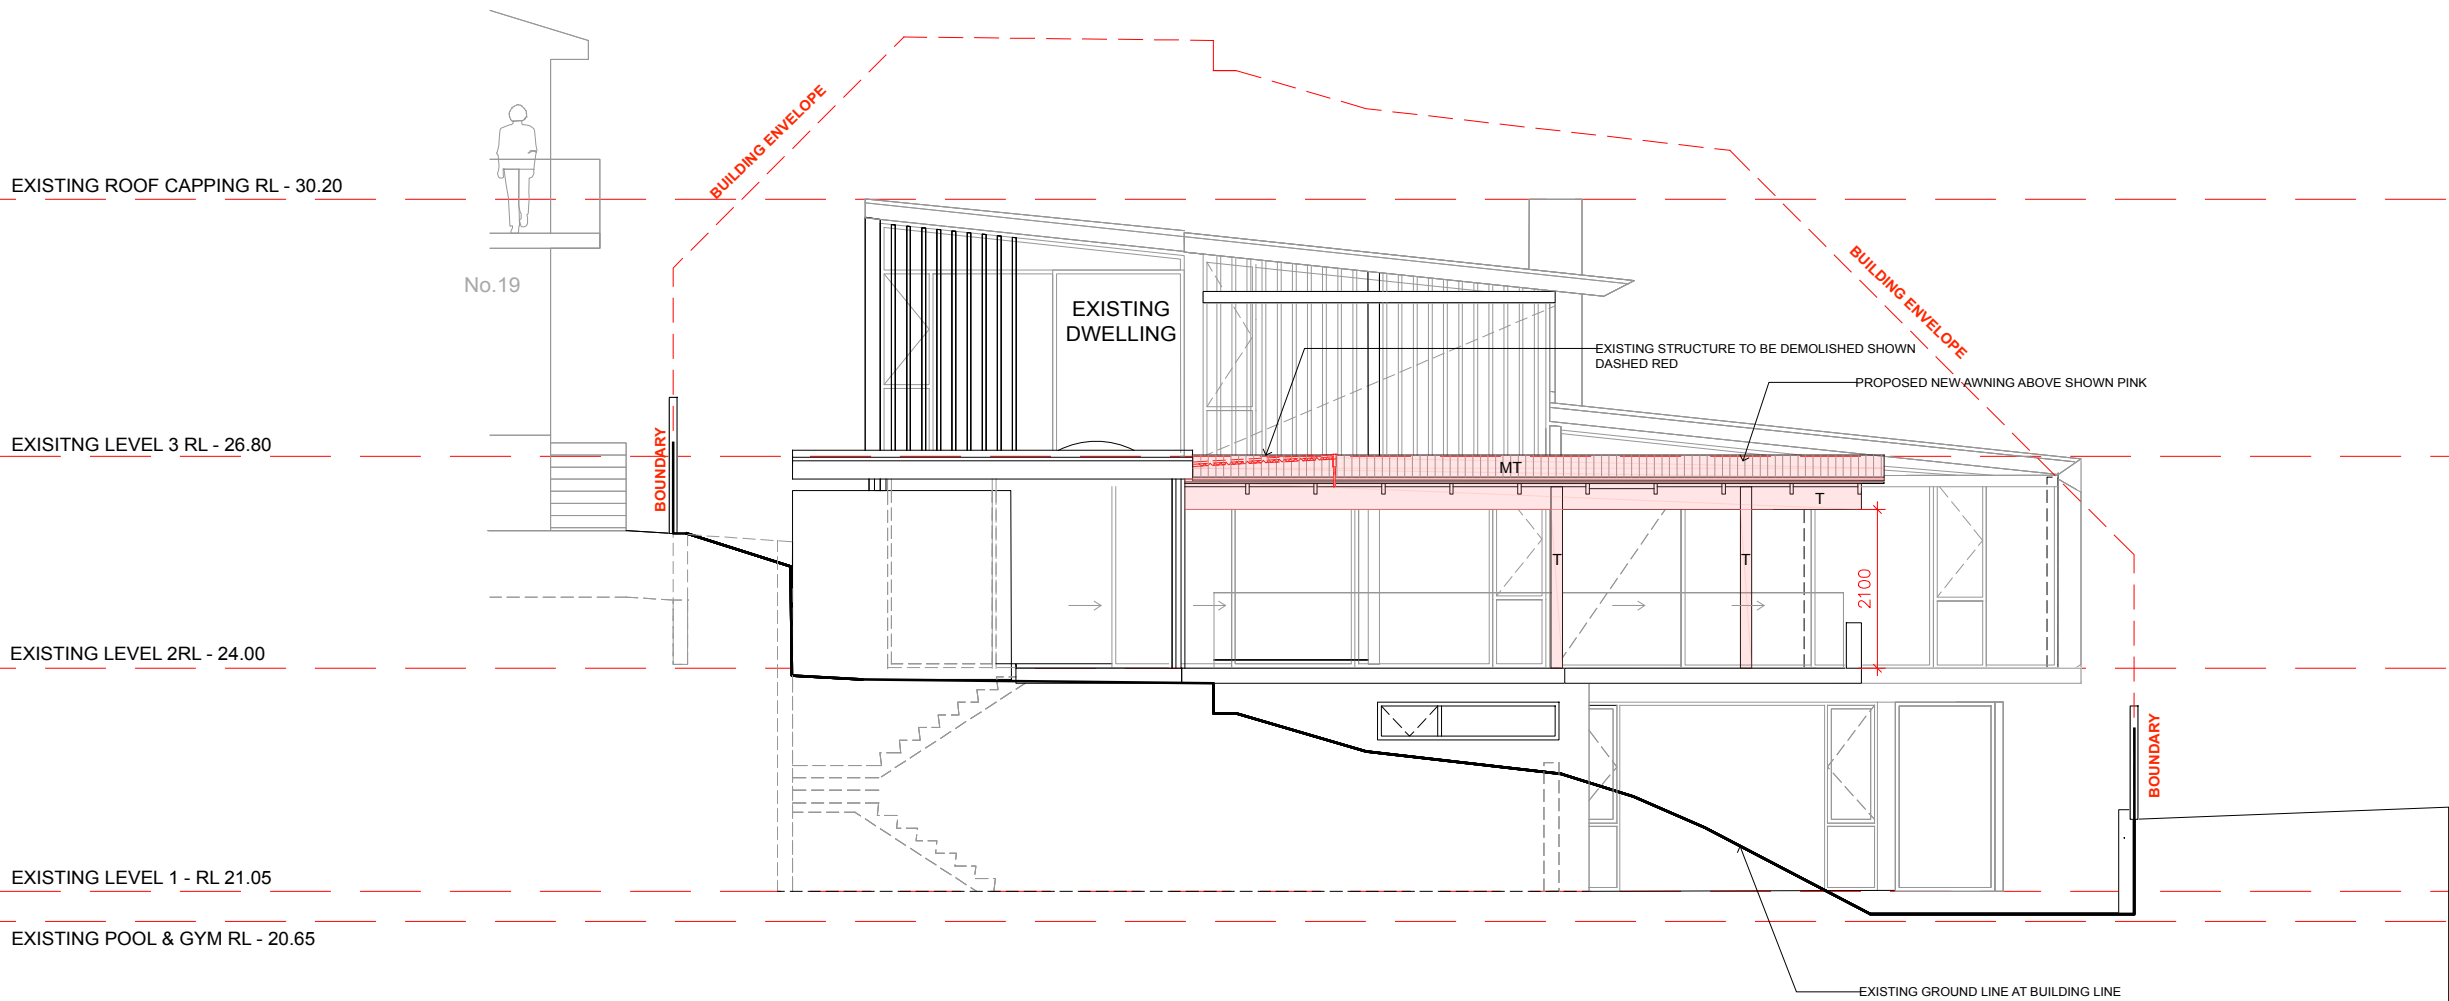 BUILDING ENVELOPE
EXISTING ROOF CAPPING RL - 30.20
No.19
BUILDING ENVELOPE
EXISTING
DWELLING
EXISTING STRUCTURE TO BE DEMOLISHED SHOWN
DASHED RED
PROPOSED NEW AWNING ABOVE SHOWN PINK
EXISITNG LEVEL 3 RL - 26.80
BOUNDARY
MT
T
T
T
2100
EXISTING LEVEL 2RL - 24.00
BOUNDARY
EXISTING LEVEL 1 - RL 21.05
EXISTING POOL & GYM RL - 20.65
EXISTING GROUND LINE AT BUILDING LINE